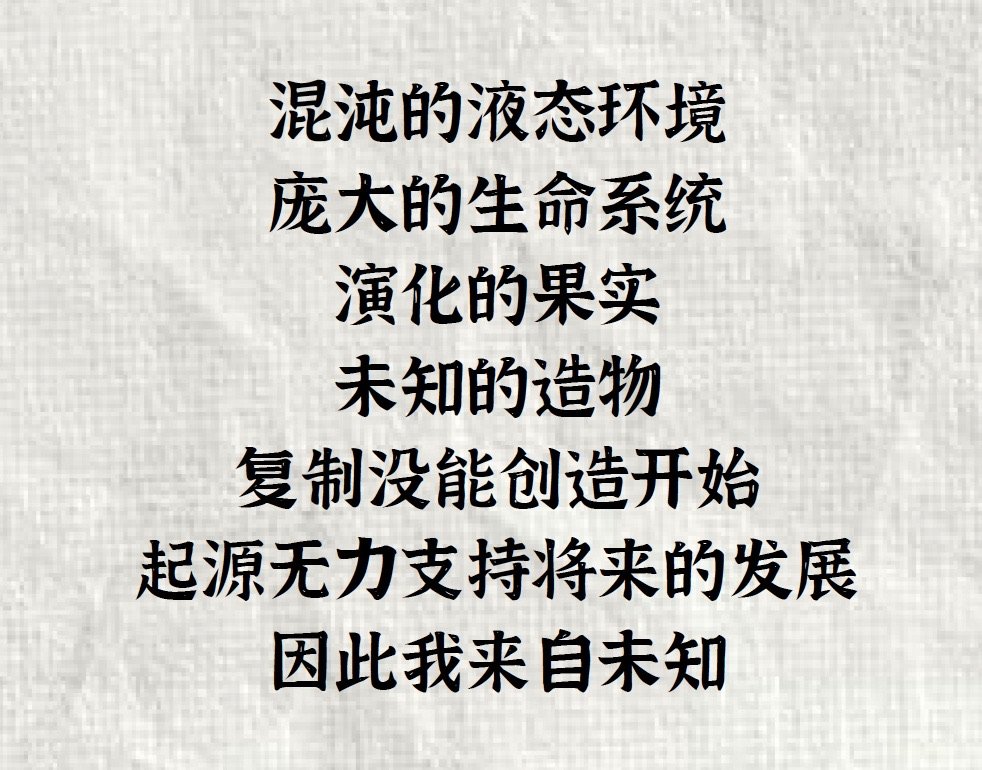 混沌的液态环境
庞大的生命系统
演化的果实
未知的造物
复制没能创造开始
起源无力支持将来的发展
因此我来自未知